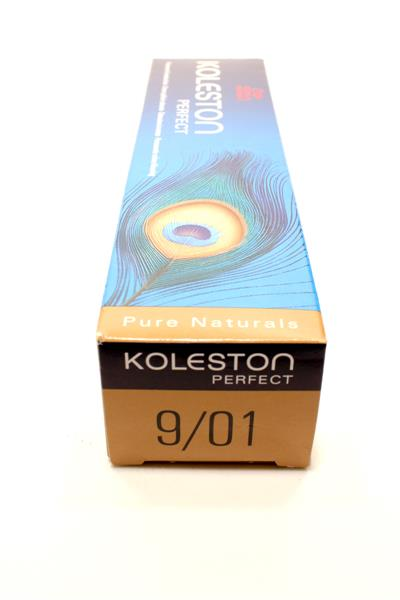 KOLESTON
PERFECT
Pure Naturals
KOLESTON
PERFECT
9/01